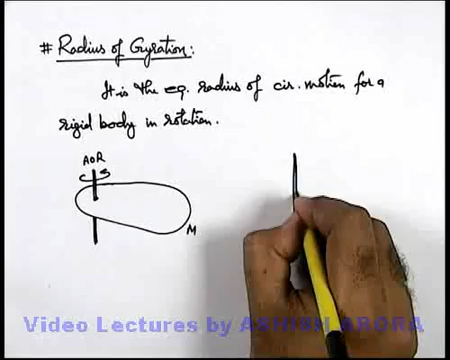 # Radius of Gyration:
It is the eq. radius of cir. motion for a
rigid body in rotation.
AOR
M
Video Lectures by ASHISH ARORA